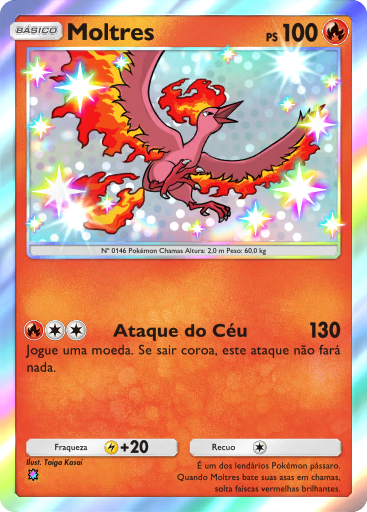 BÁSICO Moltres PS 100
Nº 0146 Pokémon Chamas Altura: 2,0 m Peso: 60,0 kg
Ataque do Céu 130
Jogue uma moeda. Se sair coroa, este ataque não fará
nada.
Fraqueza +20 Recuo
Ilust. Taiga Kasai
É um dos lendários Pokémon pássaro.
Quando Moltres bate suas asas em chamas,
solta faíscas vermelhas brilhantes.